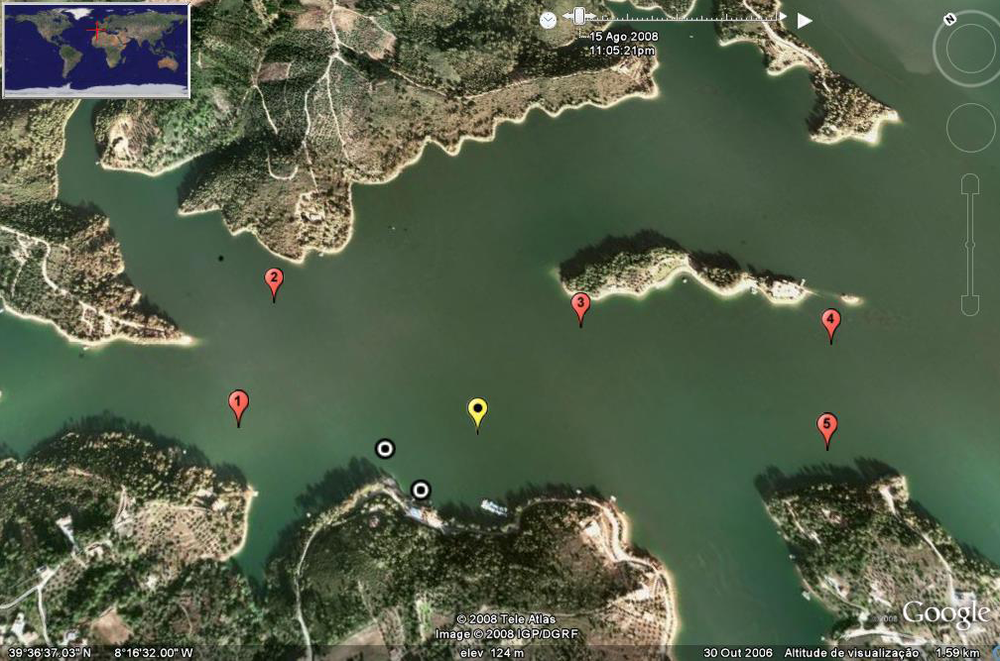 N
15 Ago 2008
11:05:21pm
2
3
4
1
5
© 2008 Tele Atlas
Image © 2008 IGP/DGRF
© 2008 Google
39°36'37.03" N 8°16'32.00" W elev 124 m 30 Out 2006 Altitude de visualização 1.59 km